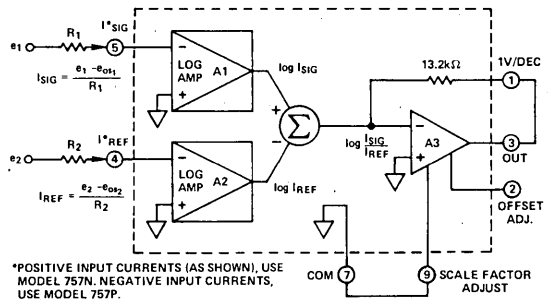 e1
R1
I*SIG
5
ISIG = e1 - eos1 / R1
LOG AMP
A1
-
+
log ISIG
e2
R2
I*REF
4
IREF = e2 - eos2 / R2
LOG AMP
A2
-
+
log IREF
+
-
Σ
log ISIG / IREF
13.2kΩ
1V/DEC
1
-
+
A3
3
OUT
2
OFFSET
ADJ.
COM
7
9
SCALE FACTOR
ADJUST
*POSITIVE INPUT CURRENTS (AS SHOWN), USE
MODEL 757N. NEGATIVE INPUT CURRENTS,
USE MODEL 757P.